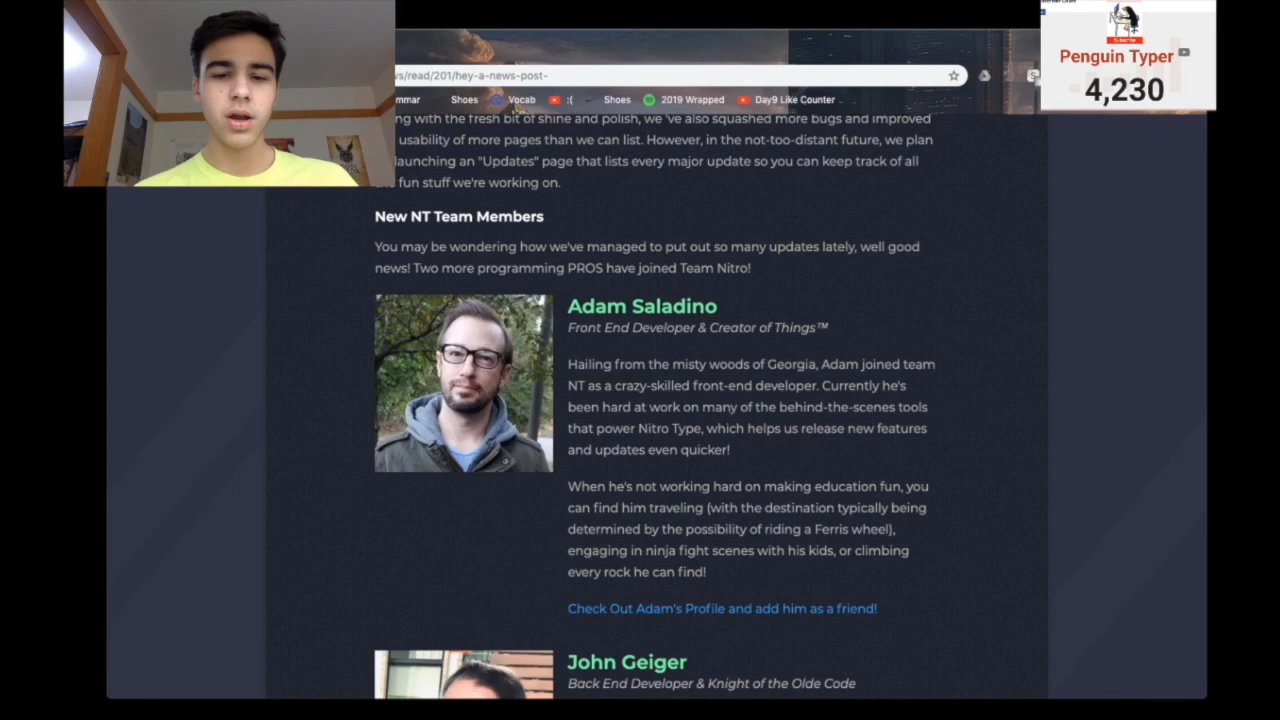 Subscribe
Penguin Typer
4,230
s/read/201/hey-a-news-post-
mmar Shoes Vocab :( Shoes 2019 Wrapped Day9 Like Counter
ng with the fresh bit of shine and polish, we 've also squashed more bugs and improved
usability of more pages than we can list. However, in the not-too-distant future, we plan
launching an "Updates" page that lists every major update so you can keep track of all
fun stuff we're working on.
New NT Team Members
You may be wondering how we've managed to put out so many updates lately, well good
news! Two more programming PROS have joined Team Nitro!
Adam Saladino
Front End Developer & Creator of Things™
Hailing from the misty woods of Georgia, Adam joined team
NT as a crazy-skilled front-end developer. Currently he's
been hard at work on many of the behind-the-scenes tools
that power Nitro Type, which helps us release new features
and updates even quicker!
When he's not working hard on making education fun, you
can find him traveling (with the destination typically being
determined by the possibility of riding a Ferris wheel),
engaging in ninja fight scenes with his kids, or climbing
every rock he can find!
Check Out Adam's Profile and add him as a friend!
John Geiger
Back End Developer & Knight of the Olde Code